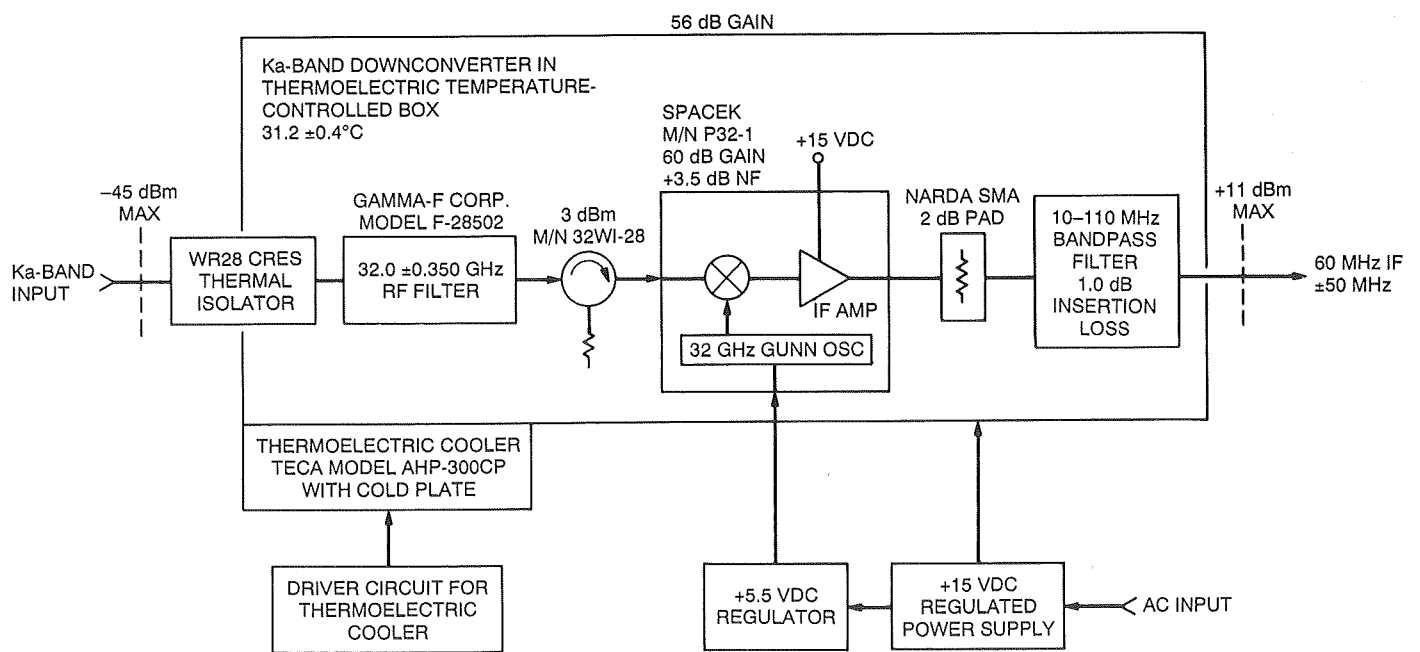 56 dB GAIN
Ka-BAND DOWNCONVERTER IN
THERMOELECTRIC TEMPERATURE-
CONTROLLED BOX
31.2 ±0.4°C
SPACEK
M/N P32-1
60 dB GAIN
+3.5 dB NF
+15 VDC
–45 dBm
MAX
GAMMA-F CORP.
MODEL F-28502
3 dBm
M/N 32WI-28
NARDA SMA
2 dB PAD
+11 dBm
MAX
Ka-BAND
INPUT
WR28 CRES
THERMAL
ISOLATOR
32.0 ±0.350 GHz
RF FILTER
IF AMP
32 GHz GUNN OSC
10–110 MHz
BANDPASS
FILTER
1.0 dB
INSERTION
LOSS
60 MHz IF
±50 MHz
THERMOELECTRIC COOLER
TECA MODEL AHP-300CP
WITH COLD PLATE
DRIVER CIRCUIT FOR
THERMOELECTRIC
COOLER
+5.5 VDC
REGULATOR
+15 VDC
REGULATED
POWER SUPPLY
AC INPUT